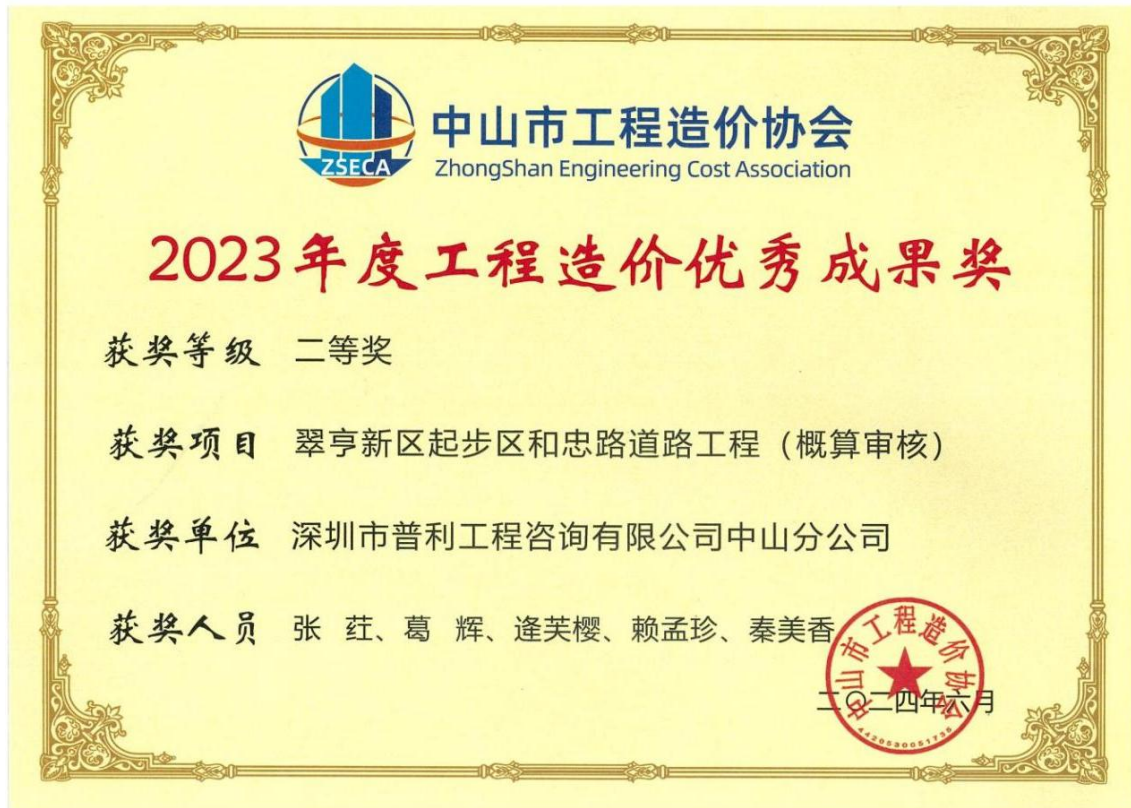 中山市工程造价协会
ZhongShan Engineering Cost Association
ZSECA
2023年度工程造价优秀成果奖
获奖等级 二等奖
获奖项目 翠亨新区起步区和忠路道路工程（概算审核）
获奖单位 深圳市普利工程咨询有限公司中山分公司
获奖人员 张 荭、葛 辉、逄芙樱、赖孟珍、秦美香
二〇二四年六月
中山市工程造价协会
4420530051735